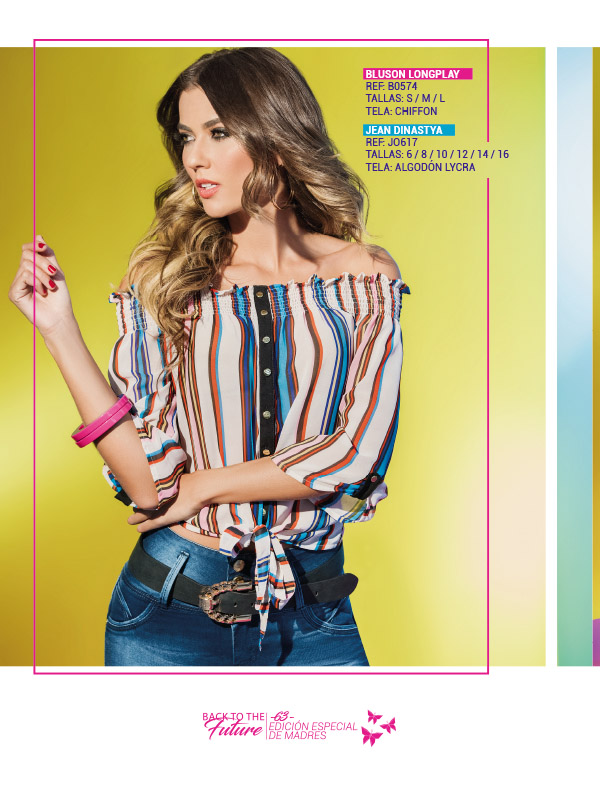 BLUSON LONGPLAY
REF: B0574
TALLAS: S / M / L
TELA: CHIFFON
JEAN DINASTYA
REF: JO617
TALLAS: 6 / 8 / 10 / 12 / 14 / 16
TELA: ALGODÓN LYCRA
BACK TO THE
Future
-63-
EDICIÓN ESPECIAL
DE MADRES